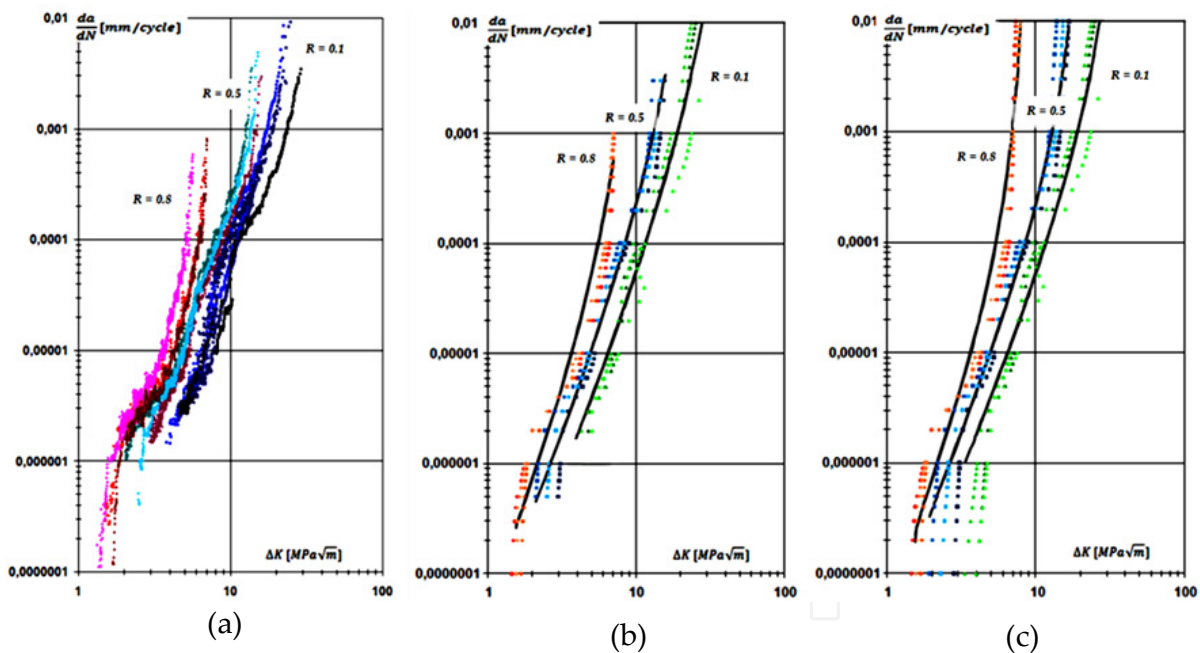 da/dN [mm/cycle]
0,01
R = 0.1
R = 0.5
0,001
R = 0.8
0,0001
0,00001
0,000001
ΔK [MPa√m]
0,0000001
1
10
100
(a)
da/dN [mm/cycle]
0,01
R = 0.1
R = 0.5
0,001
R = 0.8
0,0001
0,00001
0,000001
ΔK [MPa√m]
0,0000001
1
10
100
(b)
da/dN [mm/cycle]
0,01
R = 0.1
R = 0.5
0,001
R = 0.8
0,0001
0,00001
0,000001
ΔK [MPa√m]
0,0000001
1
10
100
(c)